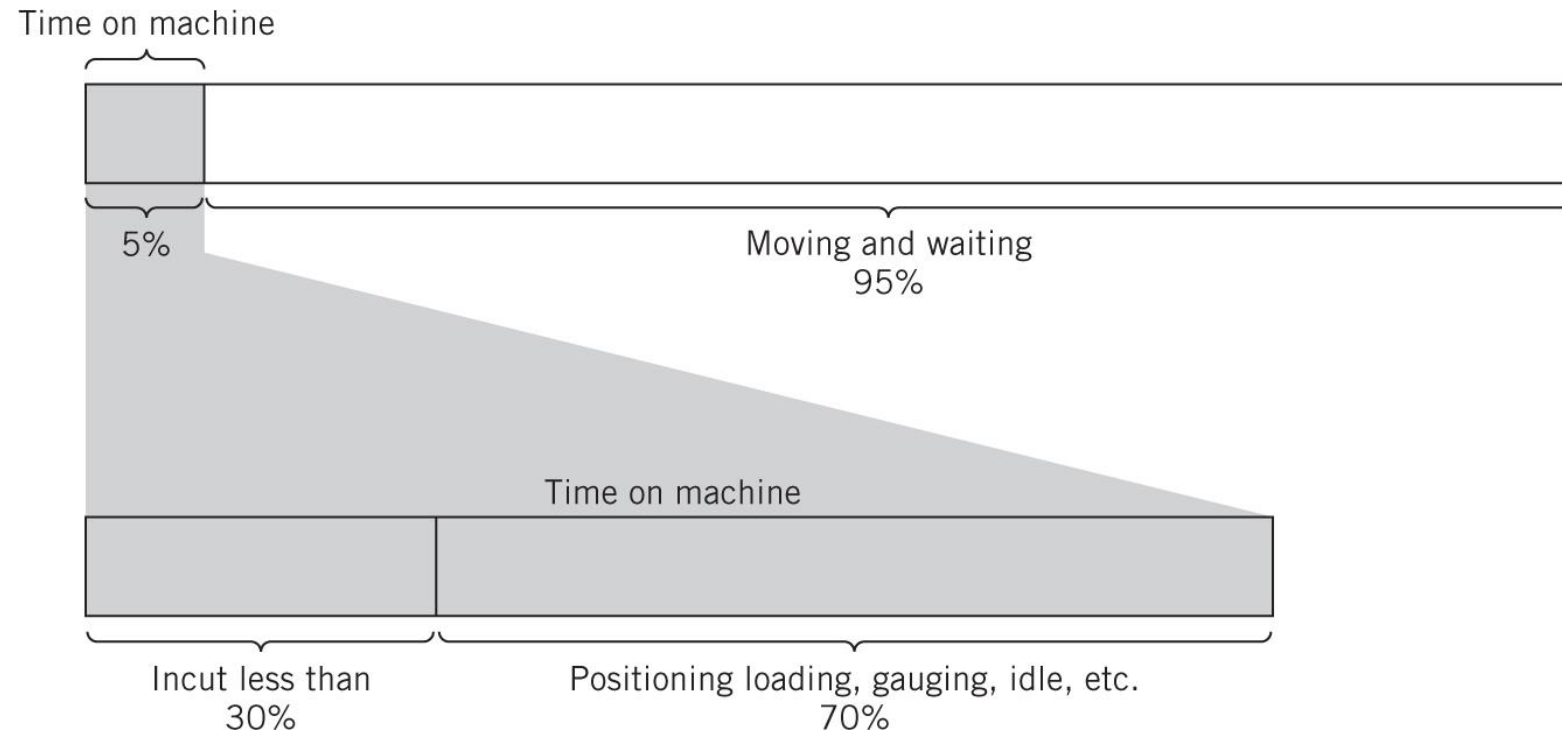 Time on machine
5%
Moving and waiting
95%
Time on machine
Incut less than
30%
Positioning loading, gauging, idle, etc.
70%